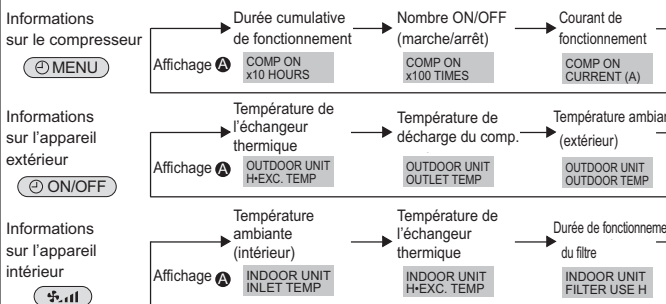 Informations
sur le compresseur
MENU
Affichage A
Durée cumulative
de fonctionnement
COMP ON
x10 HOURS
Nombre ON/OFF
(marche/arrêt)
COMP ON
x100 TIMES
Courant de
fonctionnement
COMP ON
CURRENT (A)
Informations
sur l'appareil
extérieur
ON/OFF
Affichage A
Température de
l'échangeur
thermique
OUTDOOR UNIT
H•EXC. TEMP
Température de
décharge du comp.
OUTDOOR UNIT
OUTLET TEMP
Température ambian
(extérieur)
OUTDOOR UNIT
OUTDOOR TEMP
Informations
sur l'appareil
intérieur
Affichage A
Température
ambiante
(intérieur)
INDOOR UNIT
INLET TEMP
Température de
l'échangeur
thermique
INDOOR UNIT
H•EXC. TEMP
Durée de fonctionneme
du filtre
INDOOR UNIT
FILTER USE H